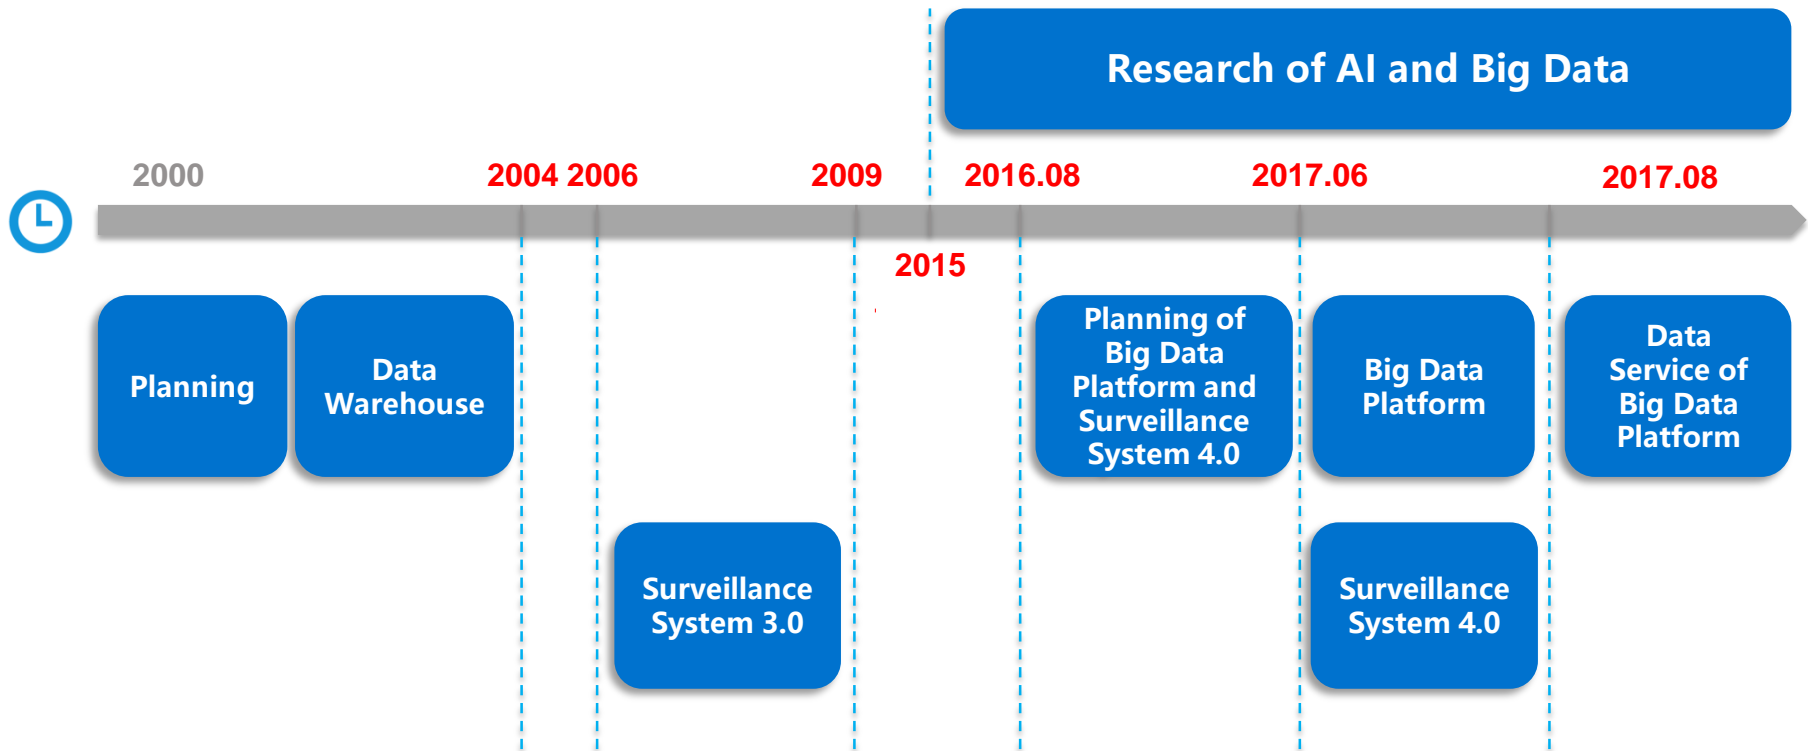 Research of AI and Big Data
2000
2004 2006
2009
2016.08
2017.06
2017.08
2015
Planning
Data
Warehouse
Planning of
Big Data
Platform and
Surveillance
System 4.0
Big Data
Platform
Data
Service of
Big Data
Platform
Surveillance
System 3.0
Surveillance
System 4.0